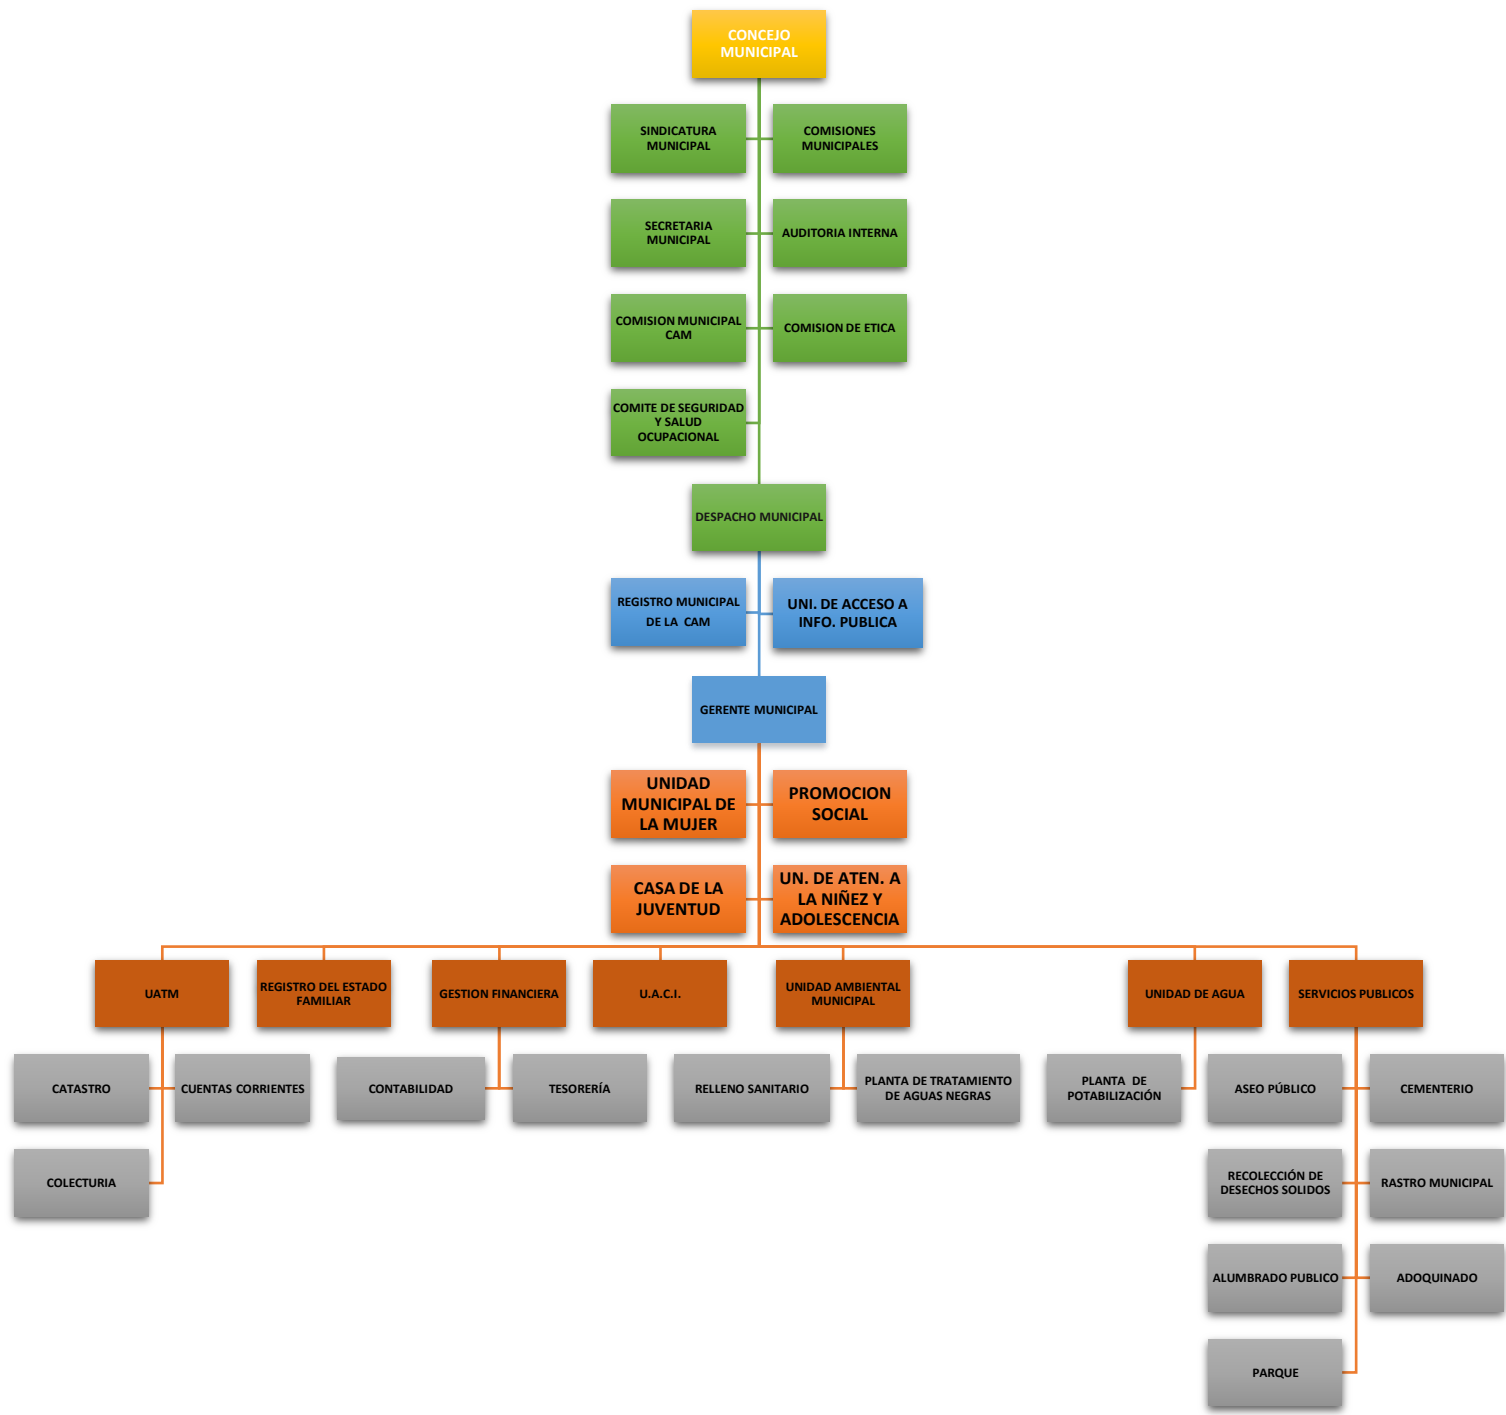 CONCEJO
MUNICIPAL
SINDICATURA
MUNICIPAL
COMISIONES
MUNICIPALES
SECRETARIA
MUNICIPAL
AUDITORIA INTERNA
COMISION MUNICIPAL
CAM
COMISION DE ETICA
COMITE DE SEGURIDAD
Y SALUD
OCUPACIONAL
DESPACHO MUNICIPAL
REGISTRO MUNICIPAL
DE LA CAM
UNI. DE ACCESO A
INFO. PUBLICA
GERENTE MUNICIPAL
UNIDAD
MUNICIPAL DE
LA MUJER
PROMOCION
SOCIAL
CASA DE LA
JUVENTUD
UN. DE ATEN. A
LA NIÑEZ Y
ADOLESCENCIA
UATM
REGISTRO DEL ESTADO
FAMILIAR
GESTION FINANCIERA
U.A.C.I.
UNIDAD AMBIENTAL
MUNICIPAL
UNIDAD DE AGUA
SERVICIOS PUBLICOS
CATASTRO
CUENTAS CORRIENTES
CONTABILIDAD
TESORERÍA
RELLENO SANITARIO
PLANTA DE TRATAMIENTO
DE AGUAS NEGRAS
PLANTA DE
POTABILIZACIÓN
ASEO PÚBLICO
CEMENTERIO
COLECTURIA
RECOLECCIÓN DE
DESECHOS SOLIDOS
RASTRO MUNICIPAL
ALUMBRADO PUBLICO
ADOQUINADO
PARQUE